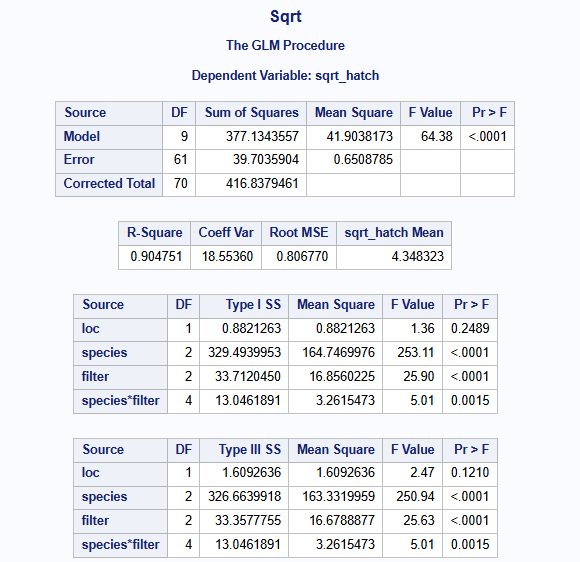 Sqrt
The GLM Procedure
Dependent Variable: sqrt_hatch
Source DF Sum of Squares Mean Square F Value Pr > F
Model 9 377.1343557 41.9038173 64.38 <.0001
Error 61 39.7035904 0.6508785
Corrected Total 70 416.8379461
R-Square Coeff Var Root MSE sqrt_hatch Mean
0.904751 18.55360 0.806770 4.348323
Source DF Type I SS Mean Square F Value Pr > F
loc 1 0.8821263 0.8821263 1.36 0.2489
species 2 329.4939953 164.7469976 253.11 <.0001
filter 2 33.7120450 16.8560225 25.90 <.0001
species*filter 4 13.0461891 3.2615473 5.01 0.0015
Source DF Type III SS Mean Square F Value Pr > F
loc 1 1.6092636 1.6092636 2.47 0.1210
species 2 326.6639918 163.3319959 250.94 <.0001
filter 2 33.3577755 16.6788877 25.63 <.0001
species*filter 4 13.0461891 3.2615473 5.01 0.0015